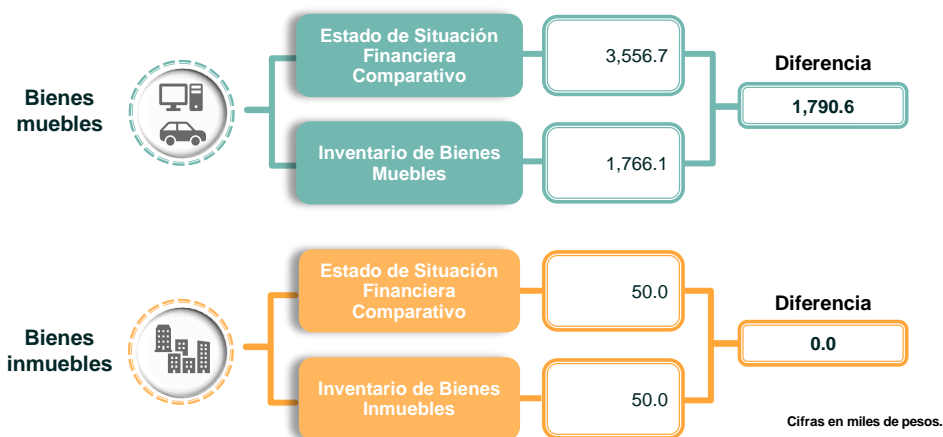 Bienes
muebles
Estado de Situación
Financiera
Comparativo
3,556.7
Inventario de Bienes
Muebles
1,766.1
Diferencia
1,790.6
Bienes
inmuebles
Estado de Situación
Financiera
Comparativo
50.0
Inventario de Bienes
Inmuebles
50.0
Diferencia
0.0
Cifras en miles de pesos.